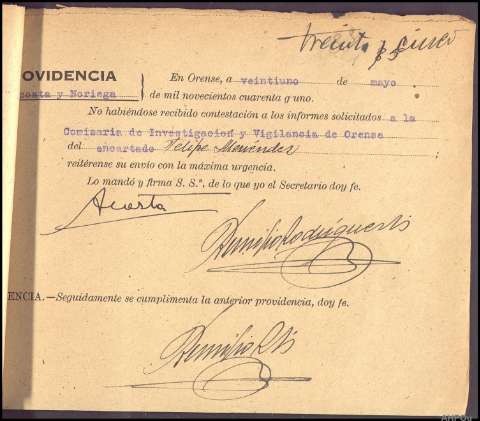 treinta y cinco
35
OVIDENCIA
costa y Noriega
En Orense, a veintiuno de mayo
de mil novecientos cuarenta y uno.
No habiéndose recibido contestación a los informes solicitados a la
Comisaria de Investigacion y Vigilancia de Orense
del encartado Felipe Menéndez
reitérense su envío con la máxima urgencia.
Lo mandó y firma S. S.ª, de lo que yo el Secretario doy fe.
Acosta
ENCIA.—Seguidamente se cumplimenta la anterior providencia, doy fe.